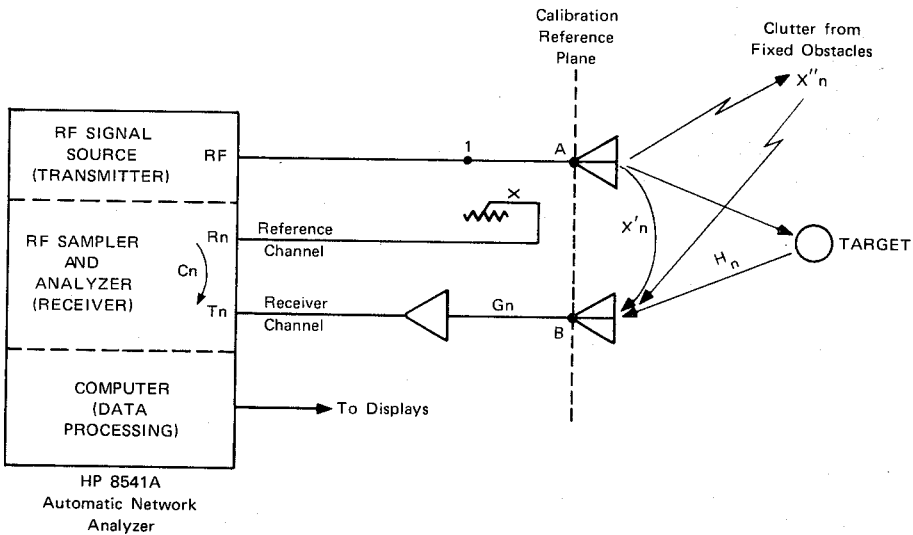 Calibration
Reference
Plane
Clutter from
Fixed Obstacles
X"n
RF SIGNAL
SOURCE
(TRANSMITTER)
RF
1
A
X
X'n
Rn
Reference
Channel
RF SAMPLER
AND
ANALYZER
(RECEIVER)
Cn
Tn
Receiver
Channel
Gn
B
Hn
TARGET
COMPUTER
(DATA
PROCESSING)
To Displays
HP 8541A
Automatic Network
Analyzer